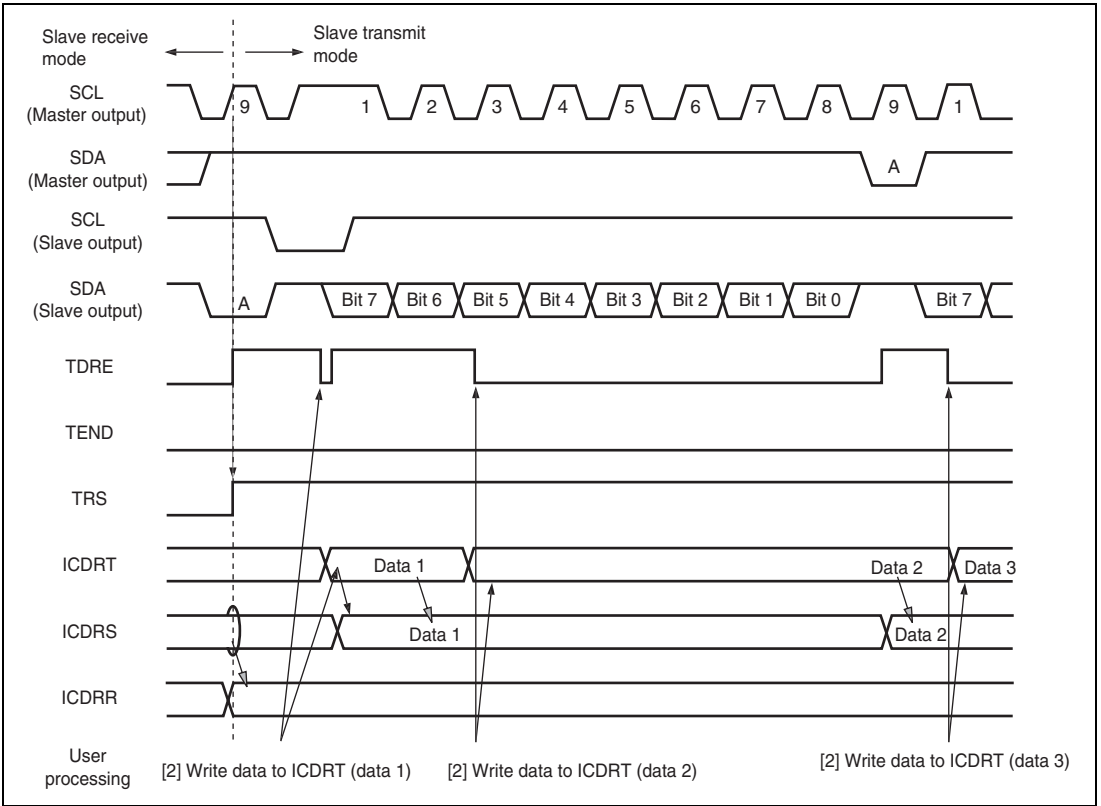 Slave receive
mode
Slave transmit
mode
SCL
(Master output)
9 1 2 3 4 5 6 7 8 9 1
SDA
(Master output)
A
SCL
(Slave output)
SDA
(Slave output)
A Bit 7 Bit 6 Bit 5 Bit 4 Bit 3 Bit 2 Bit 1 Bit 0 Bit 7
TDRE
TEND
TRS
ICDRT
Data 1 Data 2 Data 3
ICDRS
Data 1 Data 2
ICDRR
User
processing
[2] Write data to ICDRT (data 1) [2] Write data to ICDRT (data 2) [2] Write data to ICDRT (data 3)